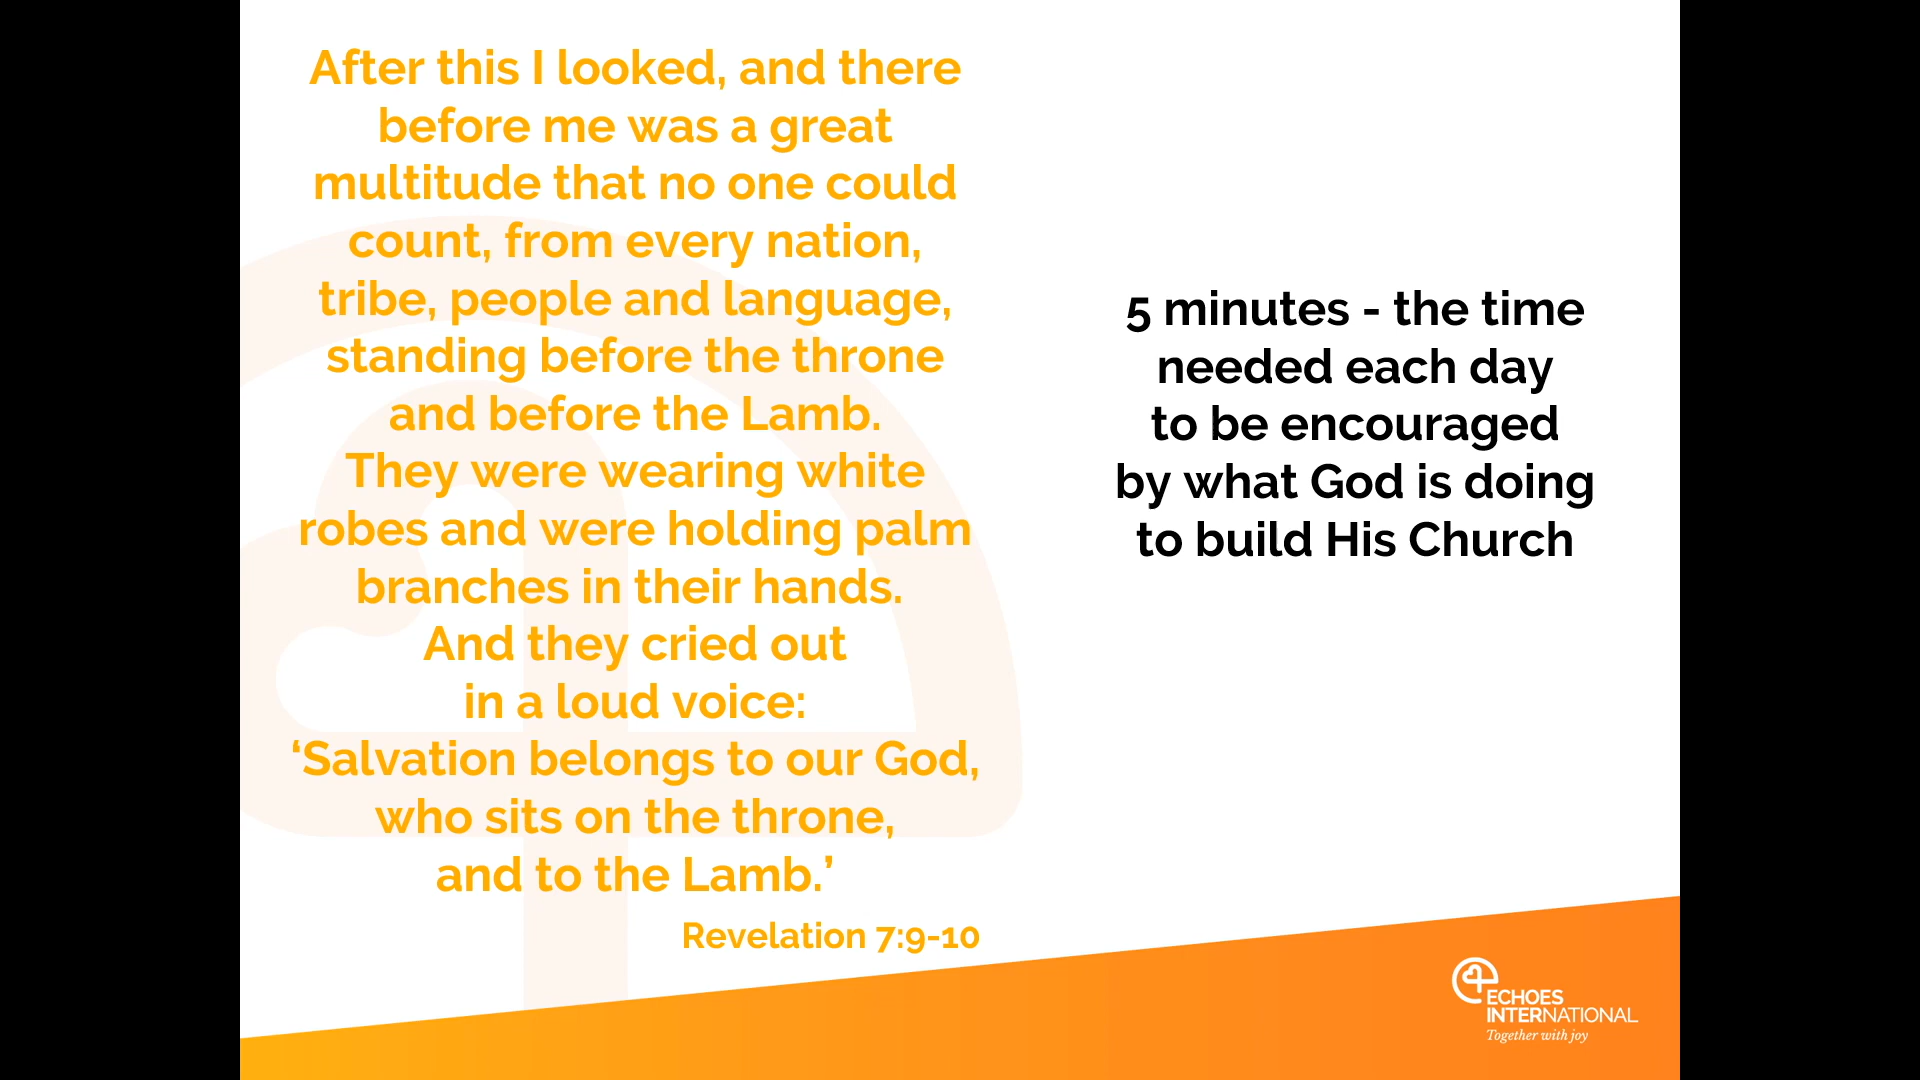 After this I looked, and there
before me was a great
multitude that no one could
count, from every nation,
tribe, people and language,
standing before the throne
and before the Lamb.
They were wearing white
robes and were holding palm
branches in their hands.
And they cried out
in a loud voice:
‘Salvation belongs to our God,
who sits on the throne,
and to the Lamb.’
Revelation 7:9-10
5 minutes - the time
needed each day
to be encouraged
by what God is doing
to build His Church
ECHOES
INTERNATIONAL
Together with joy